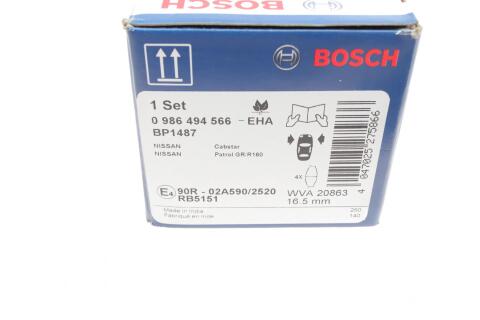 BOSCH
BOSCH
1 Set
0 986 494 566 - EHA
BP1487
NISSAN Cabstar
NISSAN Patrol GR R160
4X
E4 90R - 02A590/2520
RB5151
WVA 20863
16.5 mm
Made in India
Fabriqué en Inde
250
140
4 047025 275866